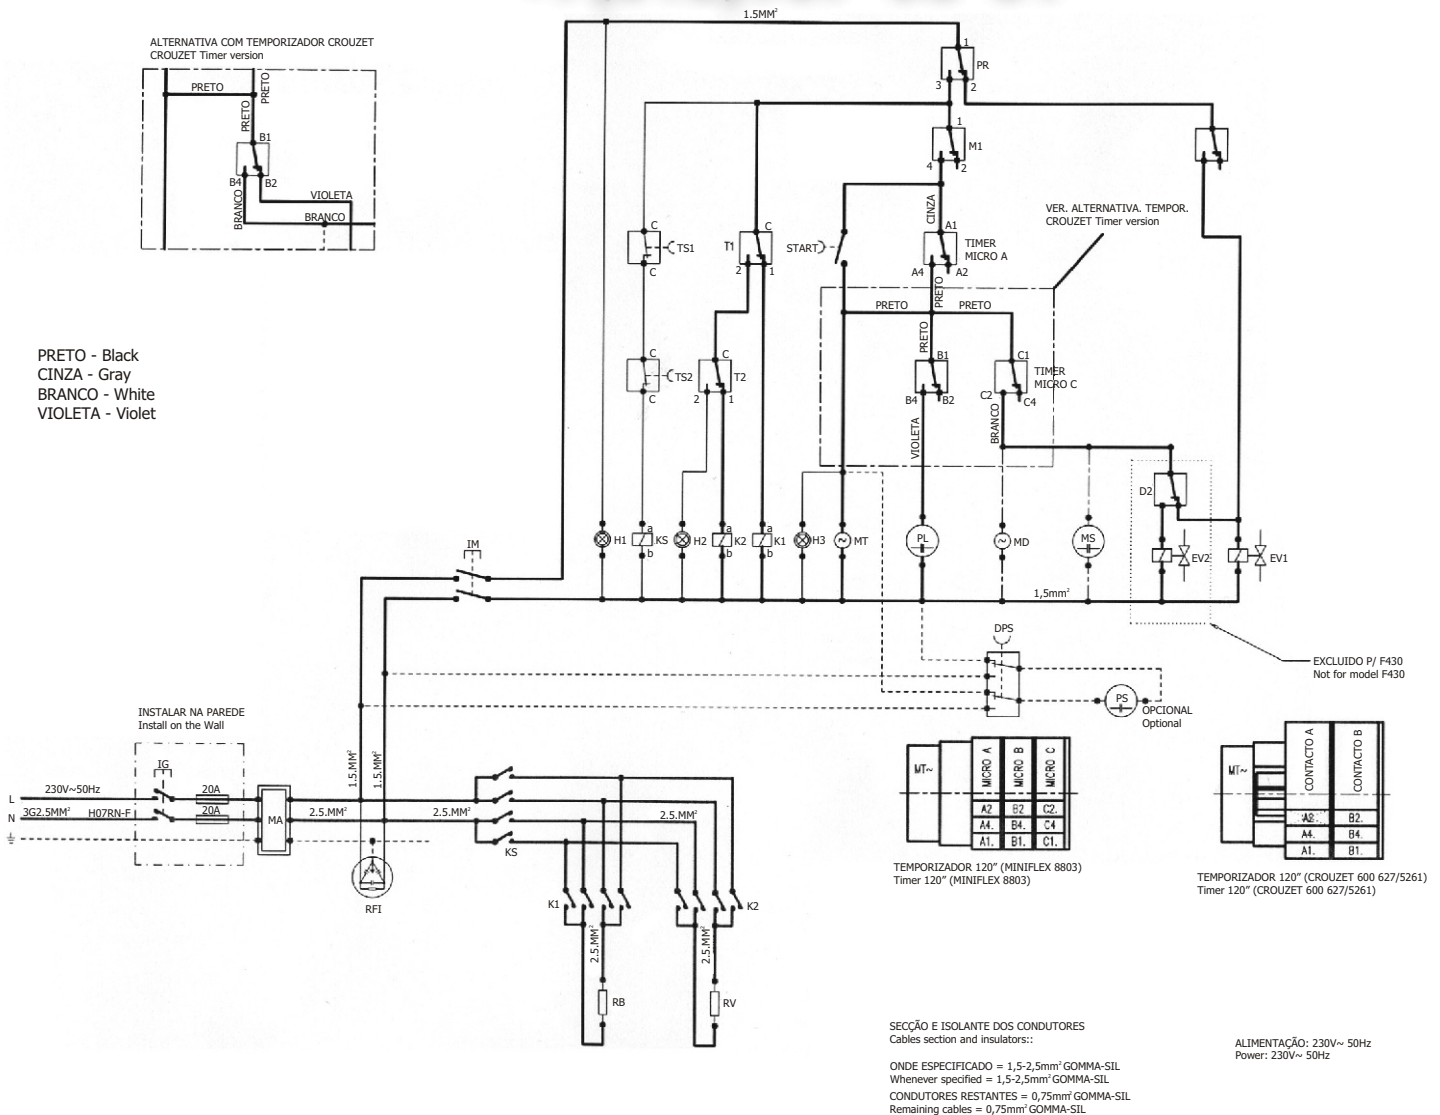 1.5MM²
ALTERNATIVA COM TEMPORIZADOR CROUZET
CROUZET Timer version
PRETO
PRETO
PRETO
B1
B4
B2
VIOLETA
BRANCO
BRANCO
PRETO - Black
CINZA - Gray
BRANCO - White
VIOLETA - Violet
1
PR
3
2
1
M1
4
2
CINZA
VER. ALTERNATIVA. TEMPOR.
CROUZET Timer version
C
TS1
C
C
T1
2
1
START
A1
TIMER
MICRO A
A4
A2
PRETO
PRETO
PRETO
PRETO
C
TS2
C
C
T2
2
1
B1
B4
B2
C1
TIMER
MICRO C
C2
C4
VIOLETA
BRANCO
D2
H1
a
KS
b
H2
a
K2
b
a
K1
b
H3
MT
PL
MD
MS
EV2
EV1
IM
1,5mm²
DPS
EXCLUIDO P/ F430
Not for model F430
PS
OPCIONAL
Optional
INSTALAR NA PAREDE
Install on the Wall
IG
1.5.MM²
1.5.MM²
L
230V~50Hz
20A
N
3G2.5MM²
H07RN-F
20A
MA
2.5.MM²
2.5.MM²
2.5.MM²
KS
RFI
K1
K2
2.5.MM²
2.5.MM²
RB
RV
MT~
MICRO A
MICRO B
MICRO C
A2
B2
C2.
A4.
B4.
C4
A1.
B1.
C1.
TEMPORIZADOR 120” (MINIFLEX 8803)
Timer 120” (MINIFLEX 8803)
MT~
CONTACTO A
CONTACTO B
A2.
B2.
A4.
B4.
A1.
B1.
TEMPORIZADOR 120” (CROUZET 600 627/5261)
Timer 120” (CROUZET 600 627/5261)
SECÇÃO E ISOLANTE DOS CONDUTORES
Cables section and insulators::
ONDE ESPECIFICADO = 1,5-2,5mm² GOMMA-SIL
Whenever specified = 1,5-2,5mm² GOMMA-SIL
CONDUTORES RESTANTES = 0,75mm² GOMMA-SIL
Remaining cables = 0,75mm² GOMMA-SIL
ALIMENTAÇÃO: 230V~ 50Hz
Power: 230V~ 50Hz